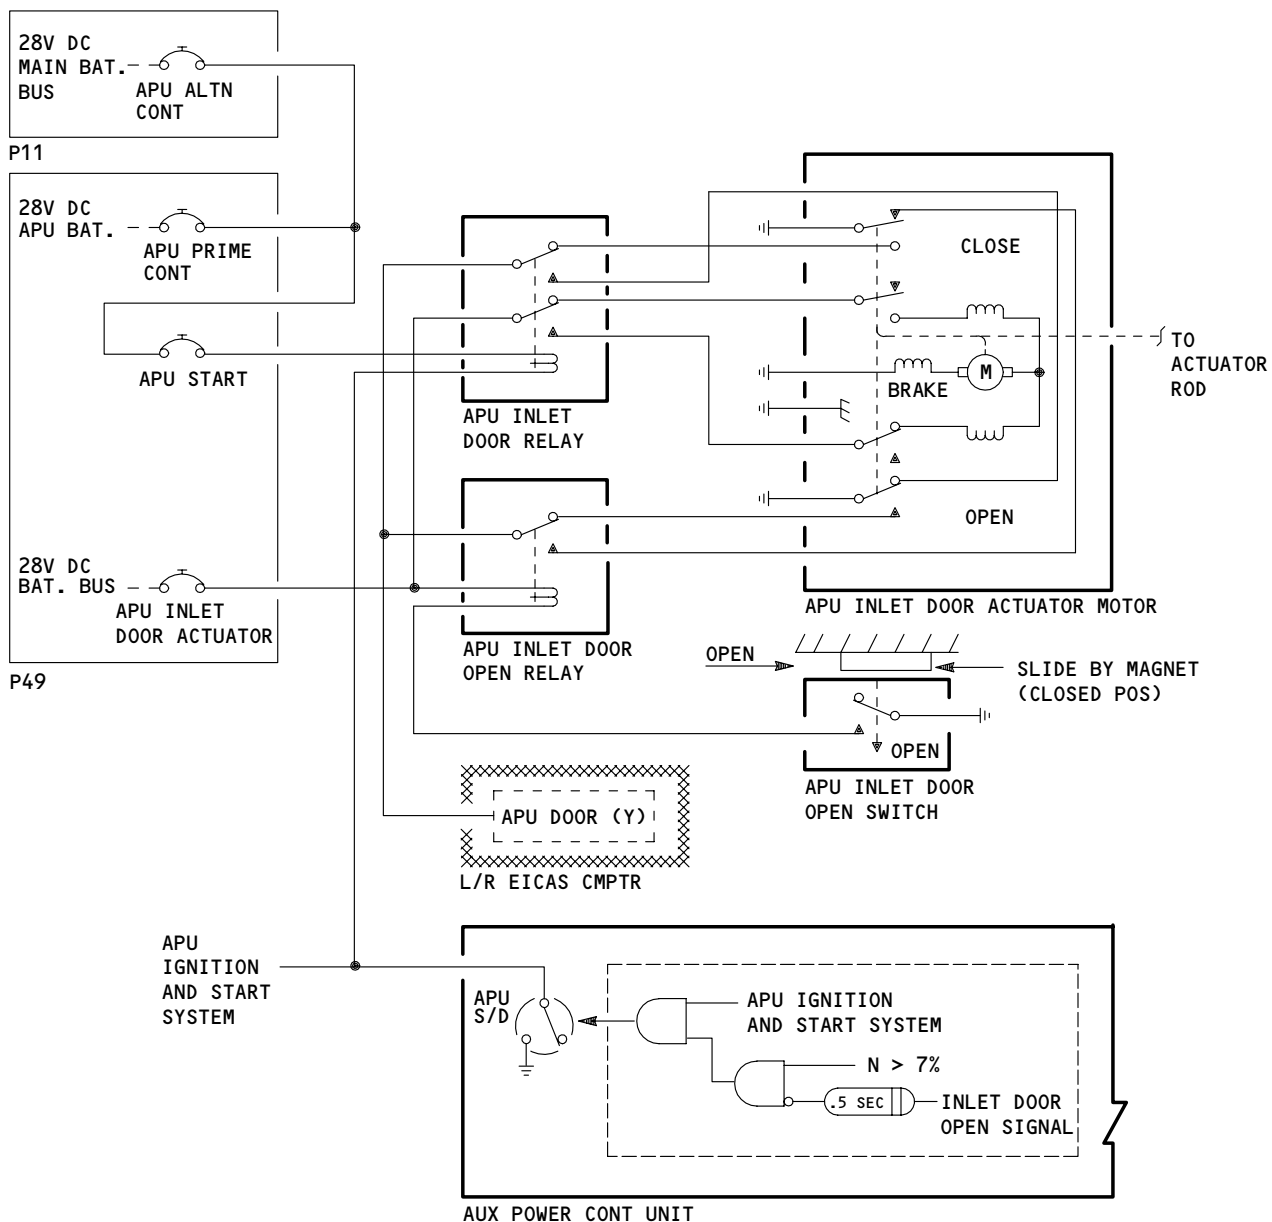 28V DC
MAIN BAT.
BUS
APU ALTN
CONT
P11
28V DC
APU BAT.
APU PRIME
CONT
APU START
28V DC
BAT. BUS
APU INLET
DOOR ACTUATOR
P49
APU INLET
DOOR RELAY
APU INLET DOOR
OPEN RELAY
CLOSE
M
BRAKE
OPEN
TO
ACTUATOR
ROD
APU INLET DOOR ACTUATOR MOTOR
OPEN
SLIDE BY MAGNET
(CLOSED POS)
OPEN
APU INLET DOOR
OPEN SWITCH
APU DOOR (Y)
L/R EICAS CMPTR
APU
IGNITION
AND START
SYSTEM
APU
S/D
APU IGNITION
AND START SYSTEM
N > 7%
.5 SEC
INLET DOOR
OPEN SIGNAL
AUX POWER CONT UNIT